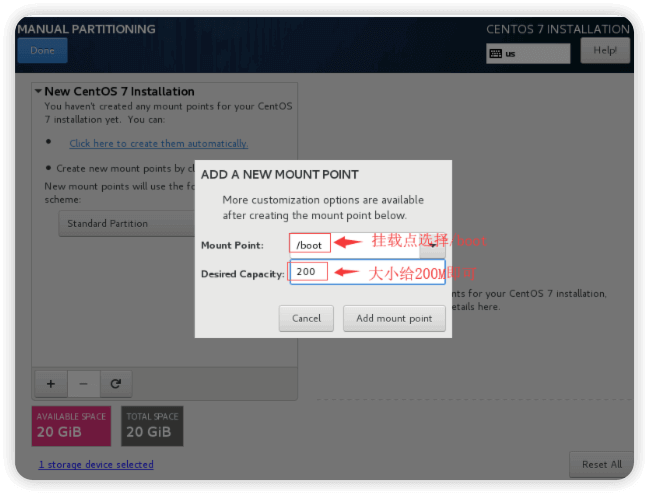 MANUAL PARTITIONING
CENTOS 7 INSTALLATION
Done
us
Help!
New CentOS 7 Installation
You haven't created any mount points for your CentOS
7 installation yet. You can:
Click here to create them automatically.
Create new mount points by cl
New mount points will use the fo
scheme:
Standard Partition
ADD A NEW MOUNT POINT
More customization options are available
after creating the mount point below.
Mount Point:
/boot
挂载点选择/boot
Desired Capacity:
200
大小给200M即可
Cancel
Add mount point
nts for your CentOS 7 installation,
etails here.
+ −
AVAILABLE SPACE
20 GiB
TOTAL SPACE
20 GiB
1 storage device selected
Reset All